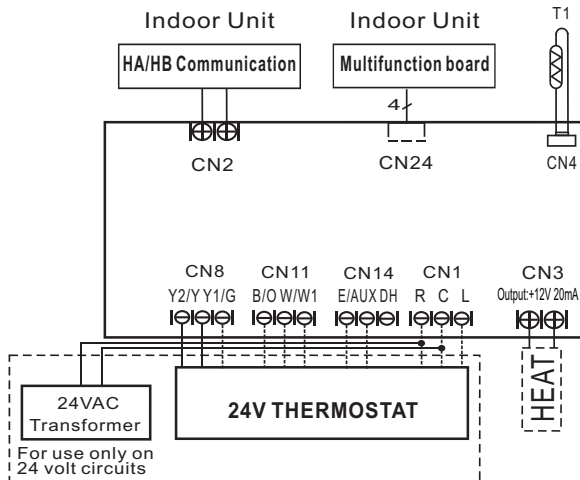 Indoor Unit
Indoor Unit
T1
HA/HB Communication
Multifunction board
4
CN2
CN24
CN4
CN8
CN11
CN14
CN1
CN3
Y2/Y Y1/G
B/O W/W1
E/AUX DH
R C L
Output:+12V 20mA
24VAC
Transformer
24V THERMOSTAT
HEAT
For use only on
24 volt circuits